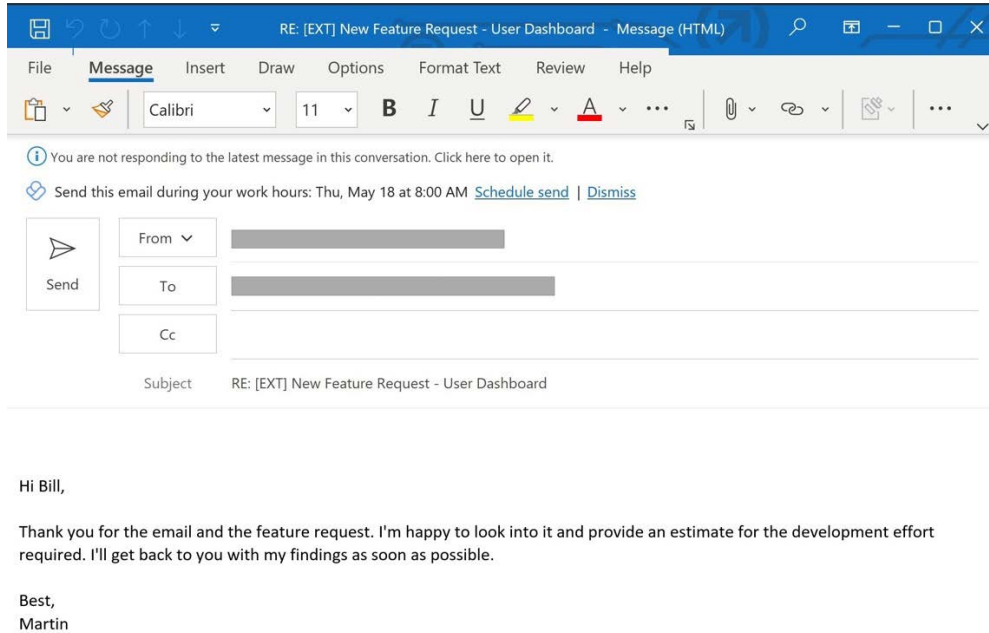 RE: [EXT] New Feature Request - User Dashboard - Message (HTML)
File Message Insert Draw Options Format Text Review Help
Calibri 11 B I U A
You are not responding to the latest message in this conversation. Click here to open it.
Send this email during your work hours: Thu, May 18 at 8:00 AM Schedule send | Dismiss
Send
From
To
Cc
Subject RE: [EXT] New Feature Request - User Dashboard
Hi Bill,
Thank you for the email and the feature request. I'm happy to look into it and provide an estimate for the development effort
required. I'll get back to you with my findings as soon as possible.
Best,
Martin